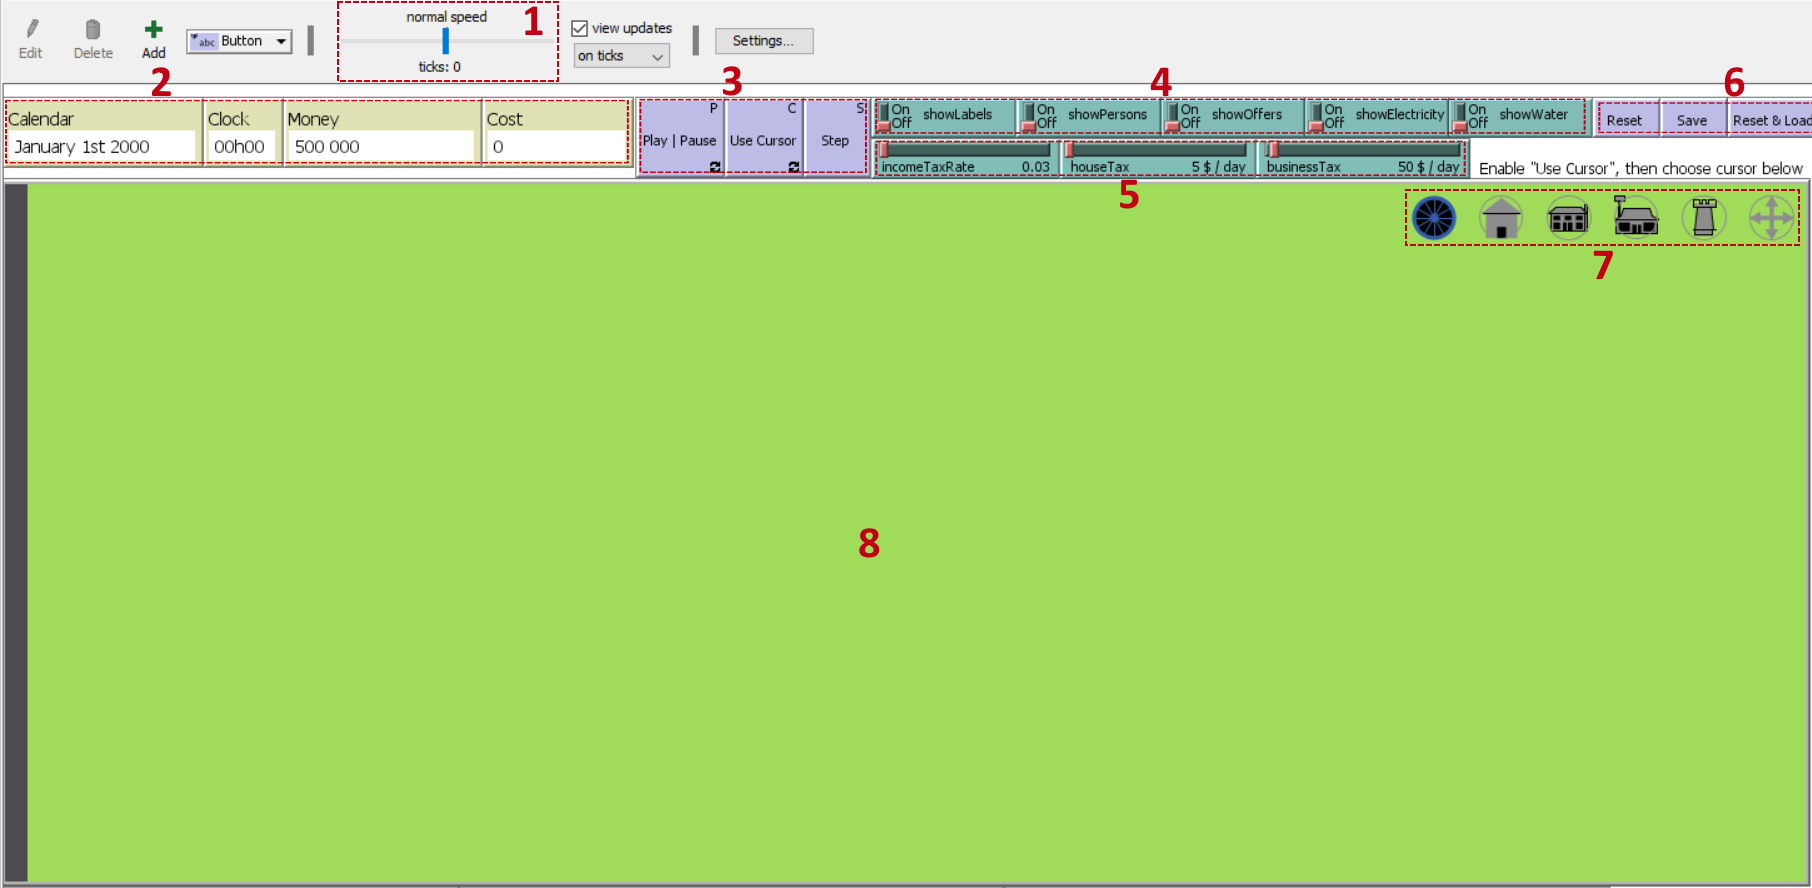 normal speed
1
view updates
Edit
Delete
Add
abc Button
ticks: 0
on ticks
Settings...
2
3
4
6
Calendar
Clock
Money
Cost
January 1st 2000
00h00
500 000
0
P
Play | Pause
C
Use Cursor
S
Step
On
Off
showLabels
On
Off
showPersons
On
Off
showOffers
On
Off
showElectricity
On
Off
showWater
Reset
Save
Reset & Load
incomeTaxRate 0.03
houseTax 5 $ / day
businessTax 50 $ / day
Enable "Use Cursor", then choose cursor below
5
7
8